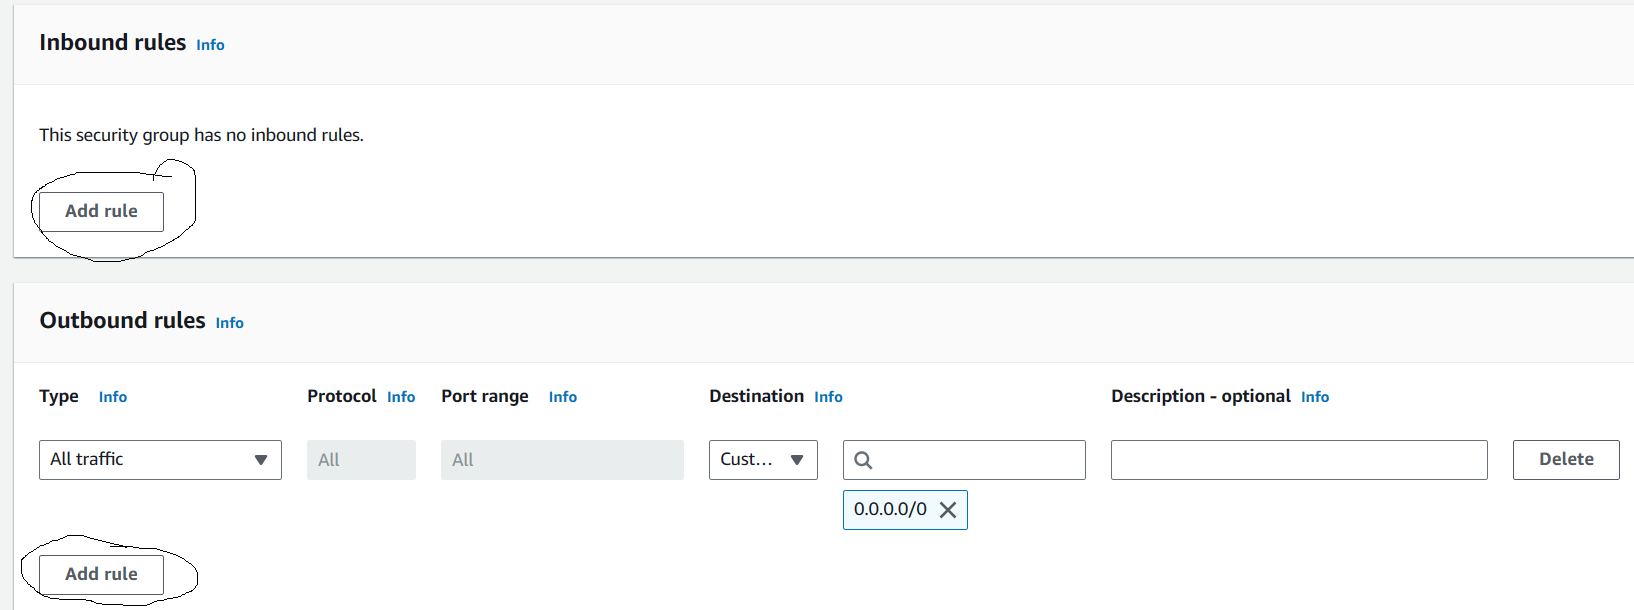 Inbound rules Info
This security group has no inbound rules.
Add rule
Outbound rules Info
Type Info Protocol Info Port range Info Destination Info Description - optional Info
All traffic All All Cust... Delete
0.0.0.0/0
Add rule